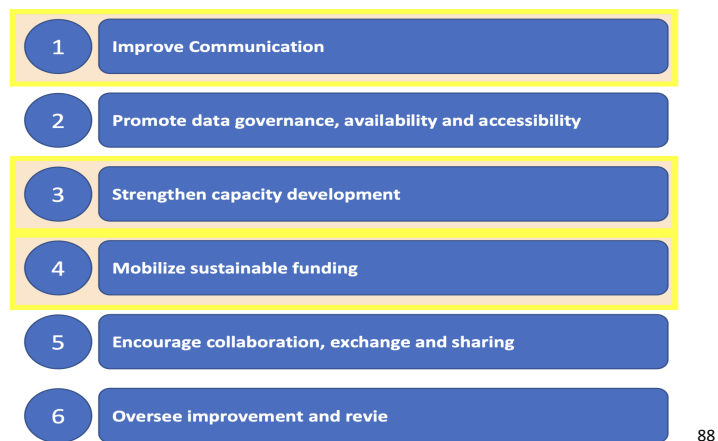 1 Improve Communication
2 Promote data governance, availability and accessibility
3 Strengthen capacity development
4 Mobilize sustainable funding
5 Encourage collaboration, exchange and sharing
6 Oversee improvement and revie
88